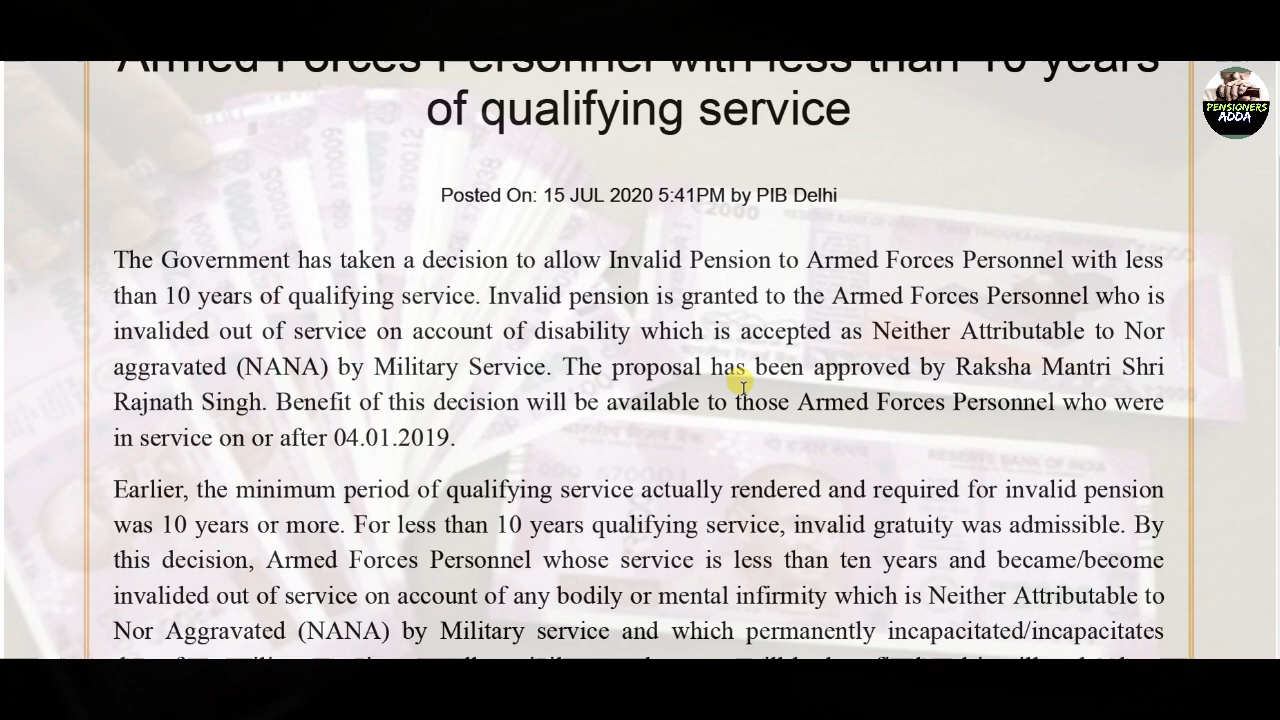 Armed Forces Personnel with less than 10 years
of qualifying service
PENSIONERS
ADDA
Posted On: 15 JUL 2020 5:41PM by PIB Delhi
The Government has taken a decision to allow Invalid Pension to Armed Forces Personnel with less
than 10 years of qualifying service. Invalid pension is granted to the Armed Forces Personnel who is
invalided out of service on account of disability which is accepted as Neither Attributable to Nor
aggravated (NANA) by Military Service. The proposal has been approved by Raksha Mantri Shri
Rajnath Singh. Benefit of this decision will be available to those Armed Forces Personnel who were
in service on or after 04.01.2019.
Earlier, the minimum period of qualifying service actually rendered and required for invalid pension
was 10 years or more. For less than 10 years qualifying service, invalid gratuity was admissible. By
this decision, Armed Forces Personnel whose service is less than ten years and became/become
invalided out of service on account of any bodily or mental infirmity which is Neither Attributable to
Nor Aggravated (NANA) by Military service and which permanently incapacitated/incapacitates